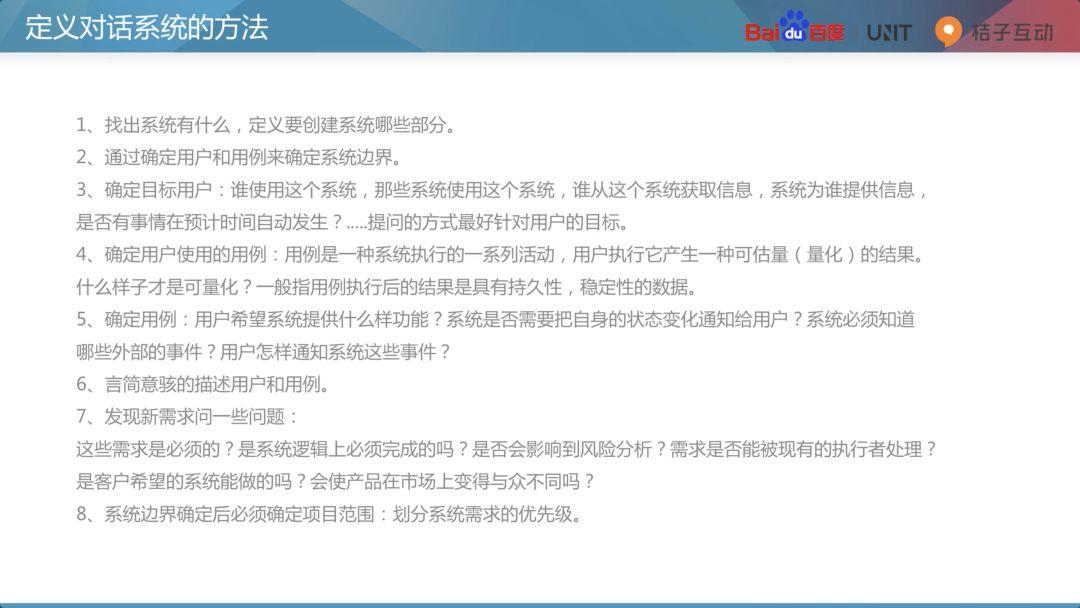 定义对话系统的方法
Bai du 百度 UNIT 桔子互动
1、找出系统有什么，定义要创建系统哪些部分。
2、通过确定用户和用例来确定系统边界。
3、确定目标用户：谁使用这个系统，那些系统使用这个系统，谁从这个系统获取信息，系统为谁提供信息，
是否有事情在预计时间自动发生？.....提问的方式最好针对用户的目标。
4、确定用户使用的用例：用例是一种系统执行的一系列活动，用户执行它产生一种可估量（量化）的结果。
什么样子才是可量化？一般指用例执行后的结果是具有持久性，稳定性的数据。
5、确定用例：用户希望系统提供什么样功能？系统是否需要把自身的状态变化通知给用户？系统必须知道
哪些外部的事件？用户怎样通知系统这些事件？
6、言简意骇的描述用户和用例。
7、发现新需求问一些问题：
这些需求是必须的？是系统逻辑上必须完成的吗？是否会影响到风险分析？需求是否能被现有的执行者处理？
是客户希望的系统能做的吗？会使产品在市场上变得与众不同吗？
8、系统边界确定后必须确定项目范围：划分系统需求的优先级。